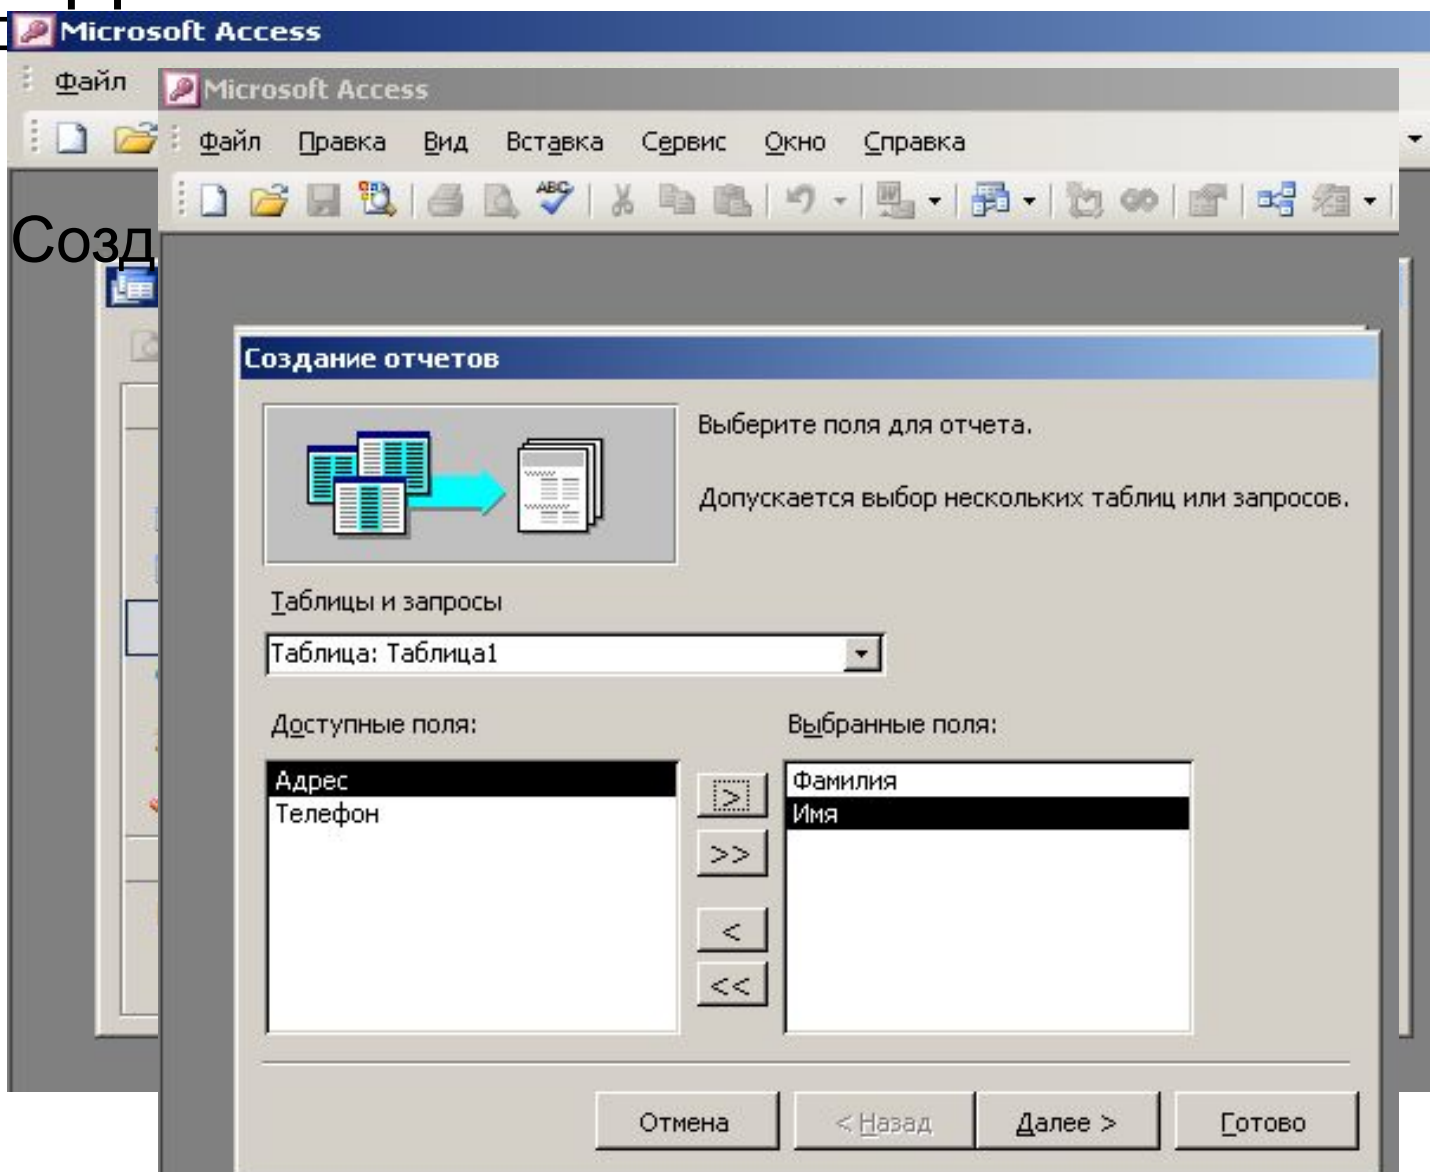 Microsoft Access
Файл
Microsoft Access
Файл Правка Вид Вставка Сервис Окно Справка
ABC
Созд
Создание отчетов
Выберите поля для отчета.
Допускается выбор нескольких таблиц или запросов.
Таблицы и запросы
Таблица: Таблица1
Доступные поля: Выбранные поля:
Адрес Фамилия
Телефон Имя
>
>>
<
<<
Отмена < Назад Далее > Готово